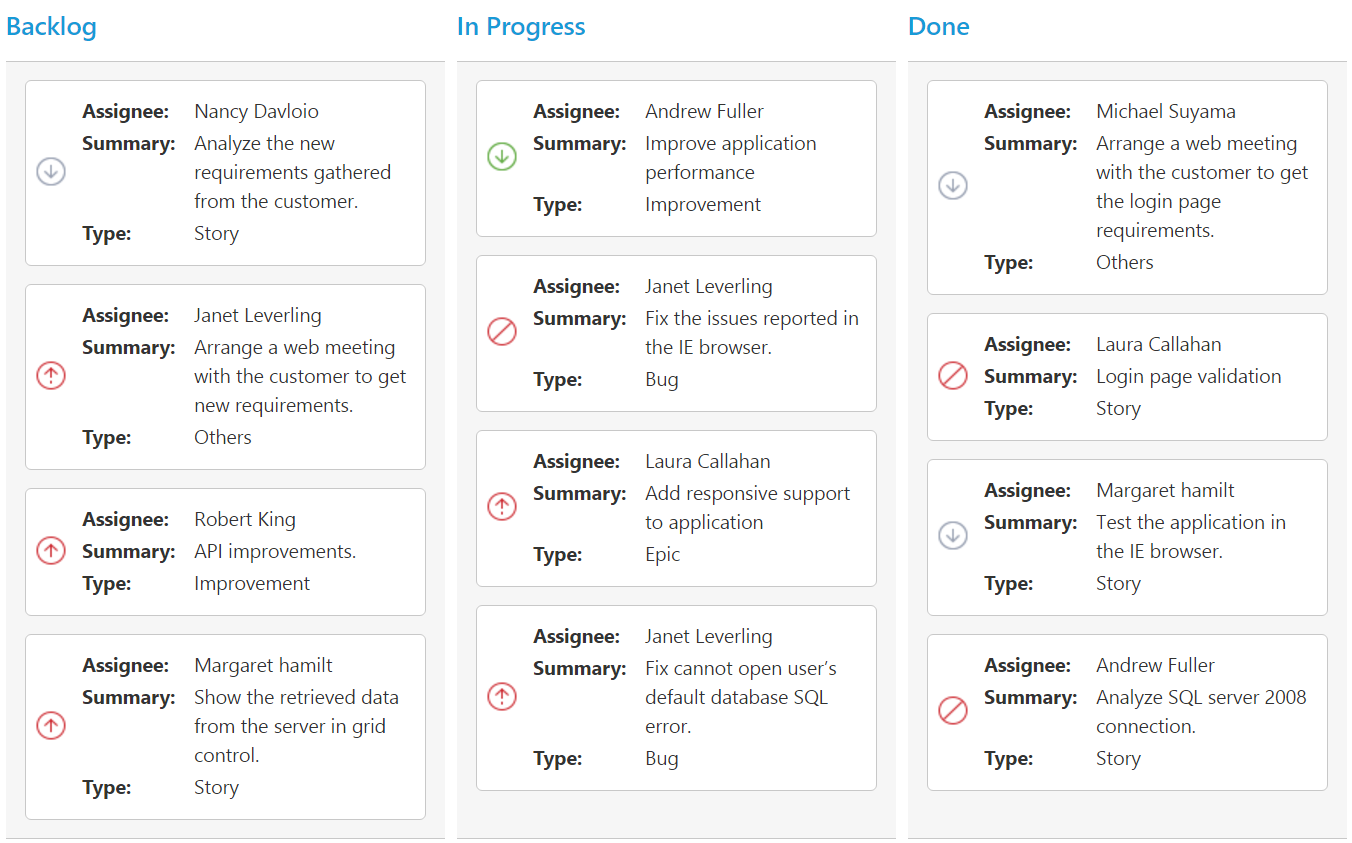 Backlog
Assignee: Nancy Davloio
Summary: Analyze the new
requirements gathered
from the customer.
Type: Story
Assignee: Janet Leverling
Summary: Arrange a web meeting
with the customer to get
new requirements.
Type: Others
Assignee: Robert King
Summary: API improvements.
Type: Improvement
Assignee: Margaret hamilt
Summary: Show the retrieved data
from the server in grid
control.
Type: Story
In Progress
Assignee: Andrew Fuller
Summary: Improve application
performance
Type: Improvement
Assignee: Janet Leverling
Summary: Fix the issues reported in
the IE browser.
Type: Bug
Assignee: Laura Callahan
Summary: Add responsive support
to application
Type: Epic
Assignee: Janet Leverling
Summary: Fix cannot open user’s
default database SQL
error.
Type: Bug
Done
Assignee: Michael Suyama
Summary: Arrange a web meeting
with the customer to get
the login page
requirements.
Type: Others
Assignee: Laura Callahan
Summary: Login page validation
Type: Story
Assignee: Margaret hamilt
Summary: Test the application in
the IE browser.
Type: Story
Assignee: Andrew Fuller
Summary: Analyze SQL server 2008
connection.
Type: Story